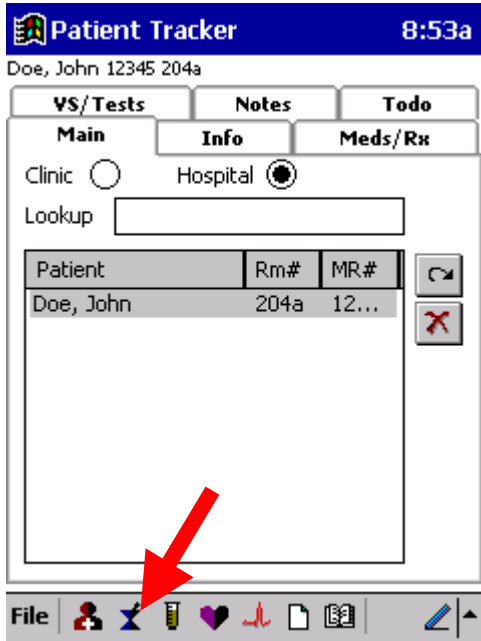 Patient Tracker 8:53a
Doe, John 12345 204a
VS/Tests Notes Todo
Main Info Meds/Rx
Clinic Hospital
Lookup
Patient Rm# MR#
Doe, John 204a 12...
File